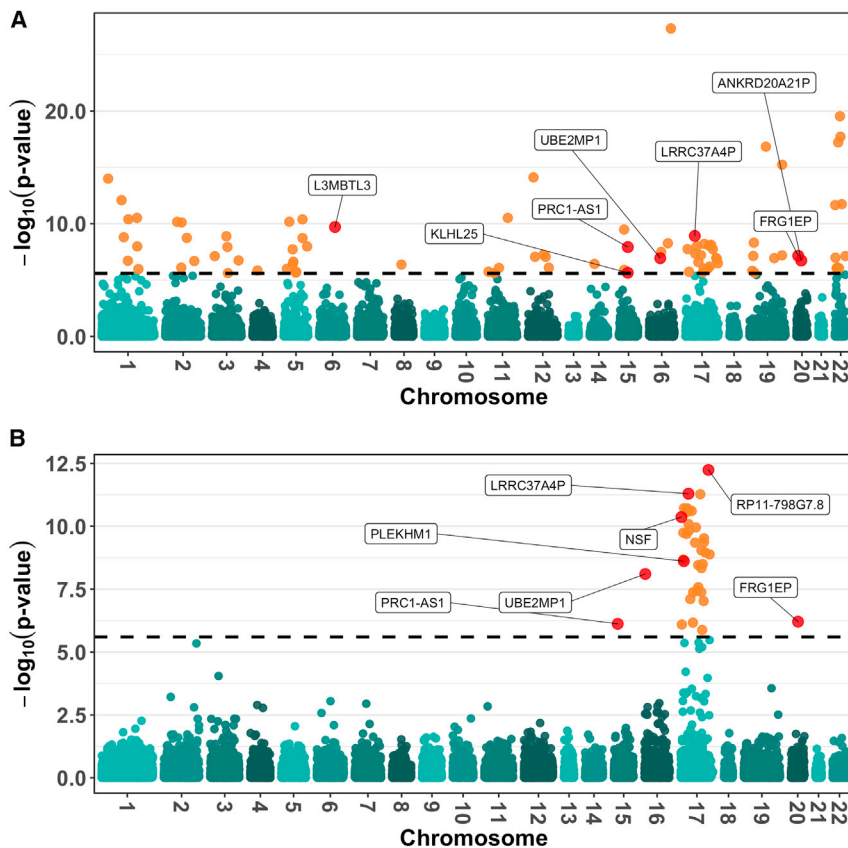 A
20.0
10.0
0.0
−log10(p-value)
ANKRD20A21P
UBE2MP1
LRRC37A4P
L3MBTL3
PRC1-AS1
KLHL25
FRG1EP
1 2 3 4 5 6 7 8 9 10 11 12 13 14 15 16 17 18 19 20 21 22
Chromosome
B
12.5
10.0
7.5
5.0
2.5
0.0
−log10(p-value)
LRRC37A4P
RP11-798G7.8
NSF
PLEKHM1
PRC1-AS1
UBE2MP1
FRG1EP
1 2 3 4 5 6 7 8 9 10 11 12 13 14 15 16 17 18 19 20 21 22
Chromosome